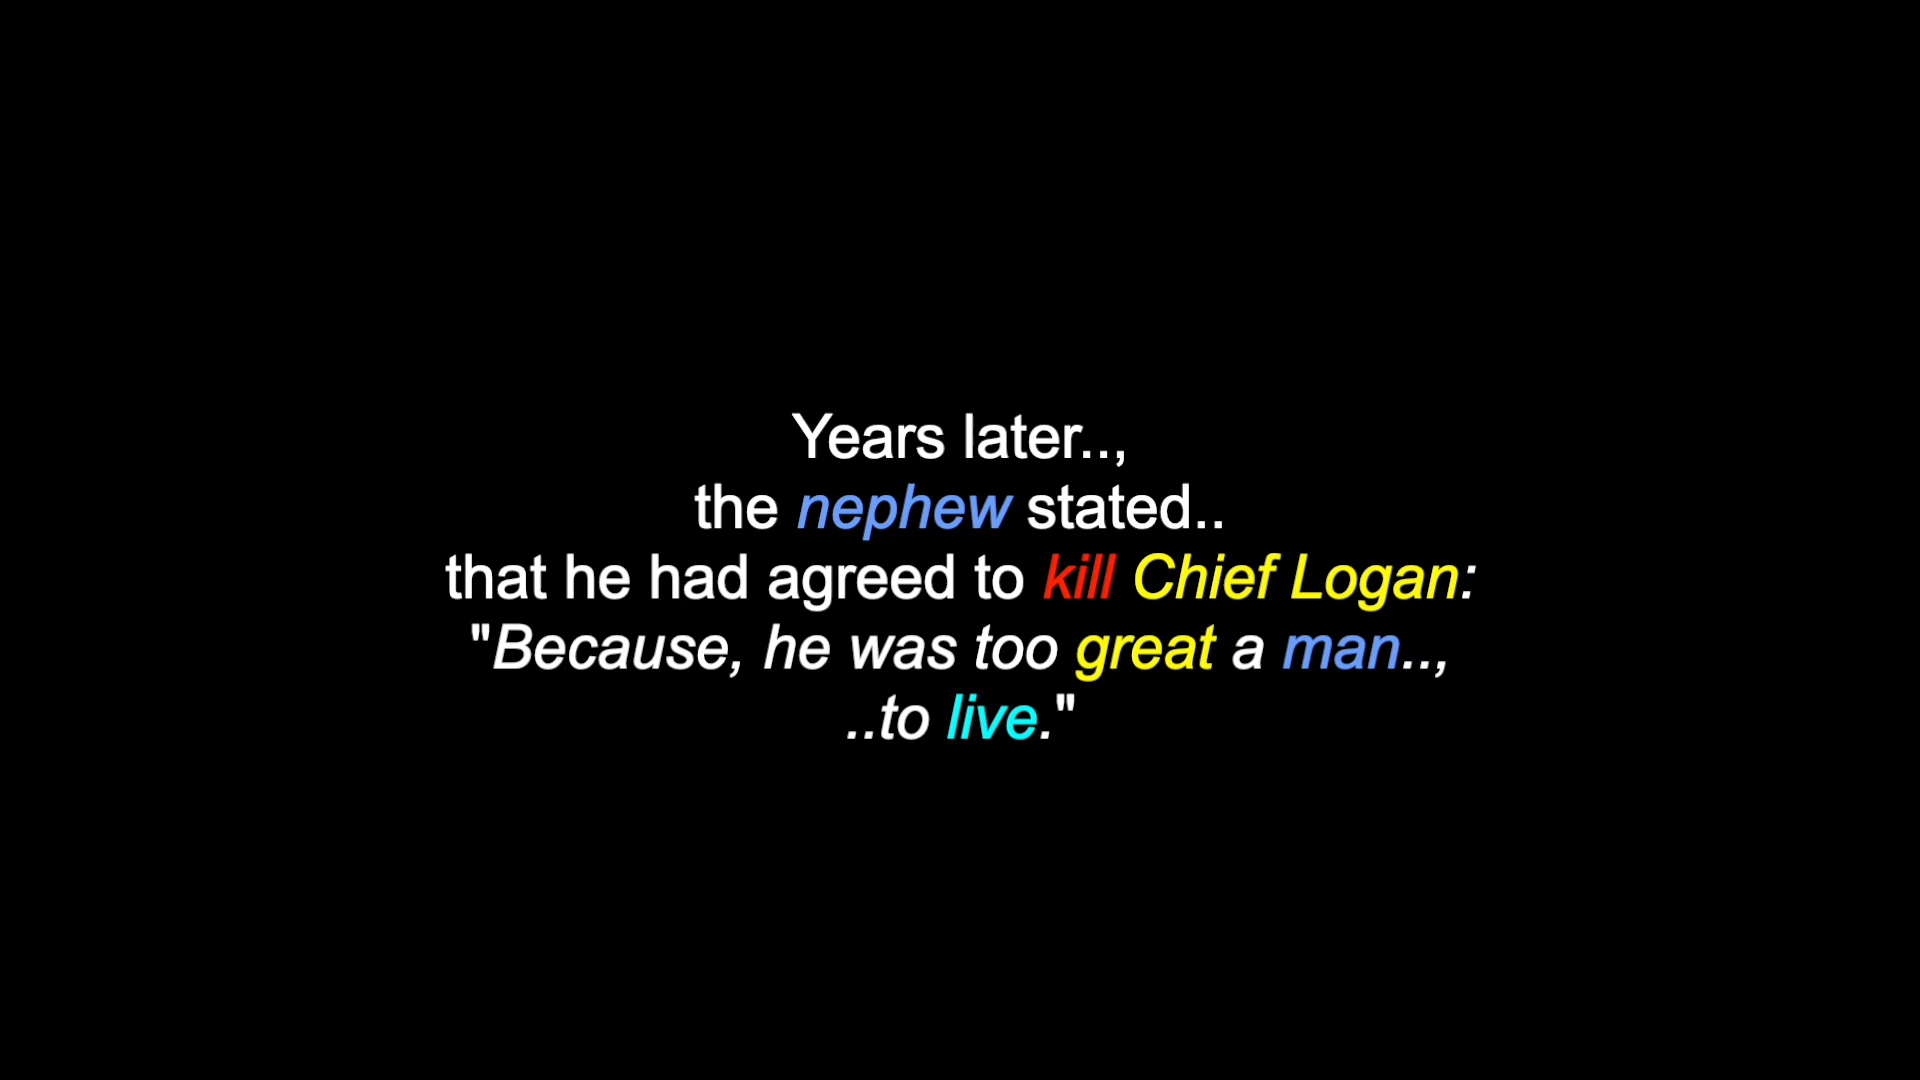 Years later..,
the nephew stated..
that he had agreed to kill Chief Logan:
"Because, he was too great a man..,
..to live."